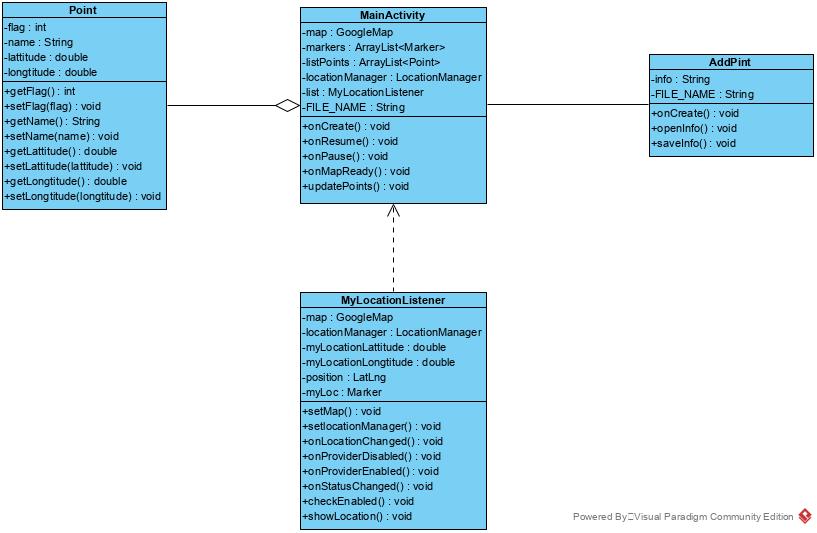 Point
-flag : int
-name : String
-lattitude : double
-longtitude : double
+getFlag() : int
+setFlag(flag) : void
+getName() : String
+setName(name) : void
+getLattitude() : double
+setLattitude(lattitude) : void
+getLongtitude() : double
+setLongtitude(longtitude) : void
MainActivity
-map : GoogleMap
-markers : ArrayList<Marker>
-listPoints : ArrayList<Point>
-locationManager : LocationManager
-list : MyLocationListener
-FILE_NAME : String
+onCreate() : void
+onResume() : void
+onPause() : void
+onMapReady() : void
+updatePoints() : void
AddPint
-info : String
-FILE_NAME : String
+onCreate() : void
+openInfo() : void
+saveInfo() : void
MyLocationListener
-map : GoogleMap
-locationManager : LocationManager
-myLocationLattitude : double
-myLocationLongtitude : double
-position : LatLng
-myLoc : Marker
+setMap() : void
+setlocationManager() : void
+onLocationChanged() : void
+onProviderDisabled() : void
+onProviderEnabled() : void
+onStatusChanged() : void
+checkEnabled() : void
+showLocation() : void
Powered By Visual Paradigm Community Edition